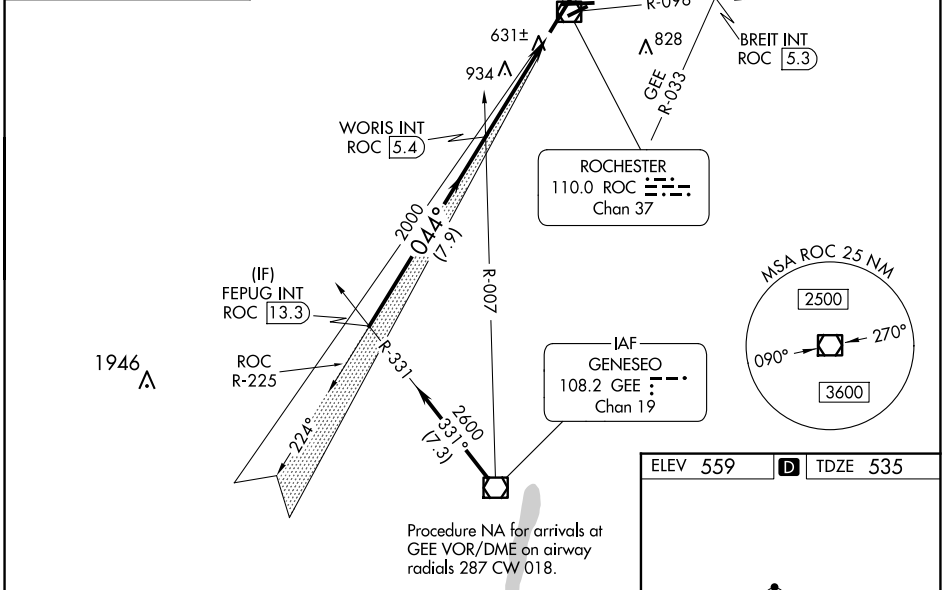 R-096
631±
828
BREIT INT
ROC 5.3
934
GEE
R-033
WORIS INT
ROC 5.4
ROCHESTER
110.0 ROC
Chan 37
2000
044°
(7.9)
MSA ROC 25 NM
2500
090°
270°
3600
(IF)
FEPUG INT
ROC 13.3
R-007
1946
ROC
R-225
R-331
IAF
GENESEO
108.2 GEE
Chan 19
224°
2600
331°
(7.3)
ELEV 559
D
TDZE 535
Procedure NA for arrivals at
GEE VOR/DME on airway
radials 287 CW 018.